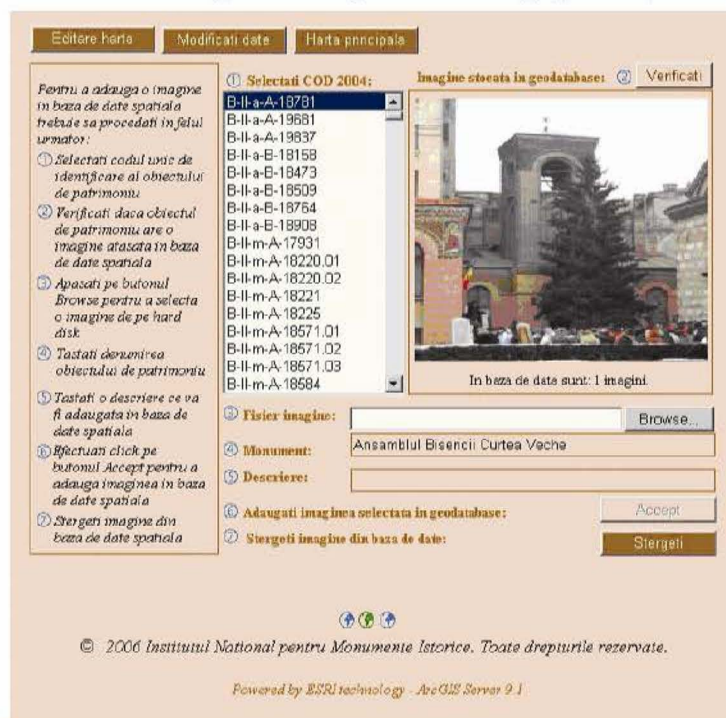 Editare harta
Modificati date
Harta principala
Pentru a adauga o imagine
in baza de date spatiala
trebuie sa procedati in felul
urmator:
① Selectati codul unic de
identificare al obiectului
de patrimoniu
② Verificati daca obiectul
de patrimoniu are o
imagine atasata in baza
de date spatiala
③ Apasati pe butonul
Browse pentru a selecta
o imagine de pe hard
disk
④ Tastati denumirea
obiectului de patrimoniu
⑤ Tastati o descriere ce va
fi adaugata in baza de
date spatiala
⑥ Efectuati click pe
butonul Accept pentru a
adauga imaginea in baza
de date spatiala
⑦ Stergeti imagine din
baza de date spatiala
① Selectati COD 2004:
B-II-a-A-18781
B-II-a-A-19681
B-II-a-A-19837
B-II-a-B-18158
B-II-a-B-18473
B-II-a-B-18509
B-II-a-B-18764
B-II-a-B-18908
B-II-m-A-17931
B-II-m-A-18220.01
B-II-m-A-18220.02
B-II-m-A-18221
B-II-m-A-18225
B-II-m-A-18571.01
B-II-m-A-18571.02
B-II-m-A-18571.03
B-II-m-A-18584
Imagine stocata in geodatabase: ② Verificati
In baza de date sunt: 1 imagini.
③ Fisier imagine: Browse...
④ Monument: Ansamblul Bisericii Curtea Veche
⑤ Descriere:
⑥ Adaugati imaginea selectata in geodatabase: Accept
⑦ Stergeti imagine din baza de date: Stergeti
© 2006 Institutul National pentru Monumente Istorice. Toate drepturile rezervate.
Powered by ESRI technology - ArcGIS Server 9.1